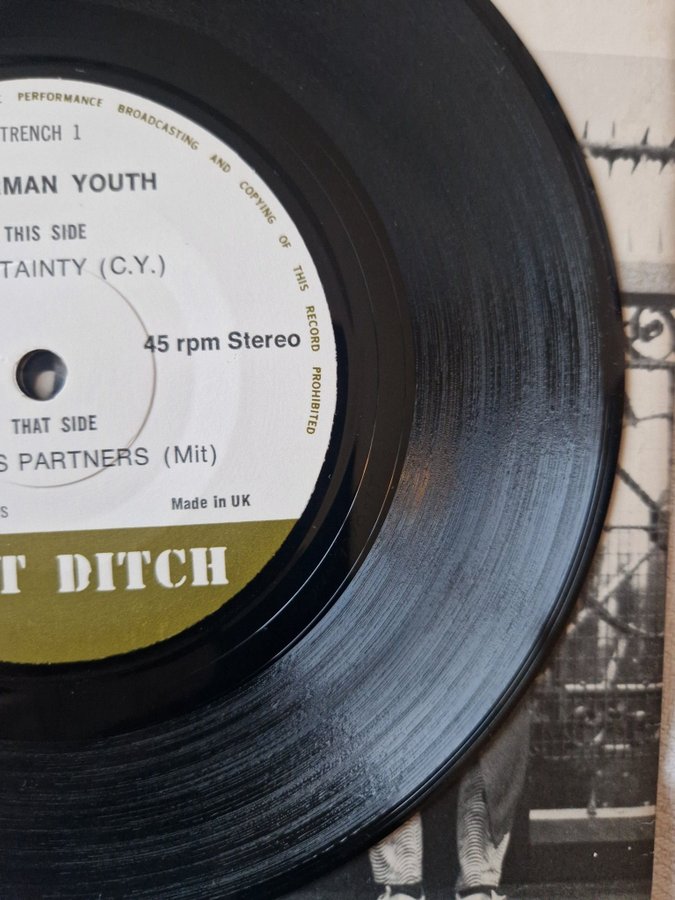 PERFORMANCE BROADCASTING AND COPYING OF THIS RECORD PROHIBITED
TRENCH 1
MAN YOUTH
THIS SIDE
TAINTY (C.Y.)
45 rpm Stereo
THAT SIDE
S PARTNERS (Mit)
S
Made in UK
T DITCH